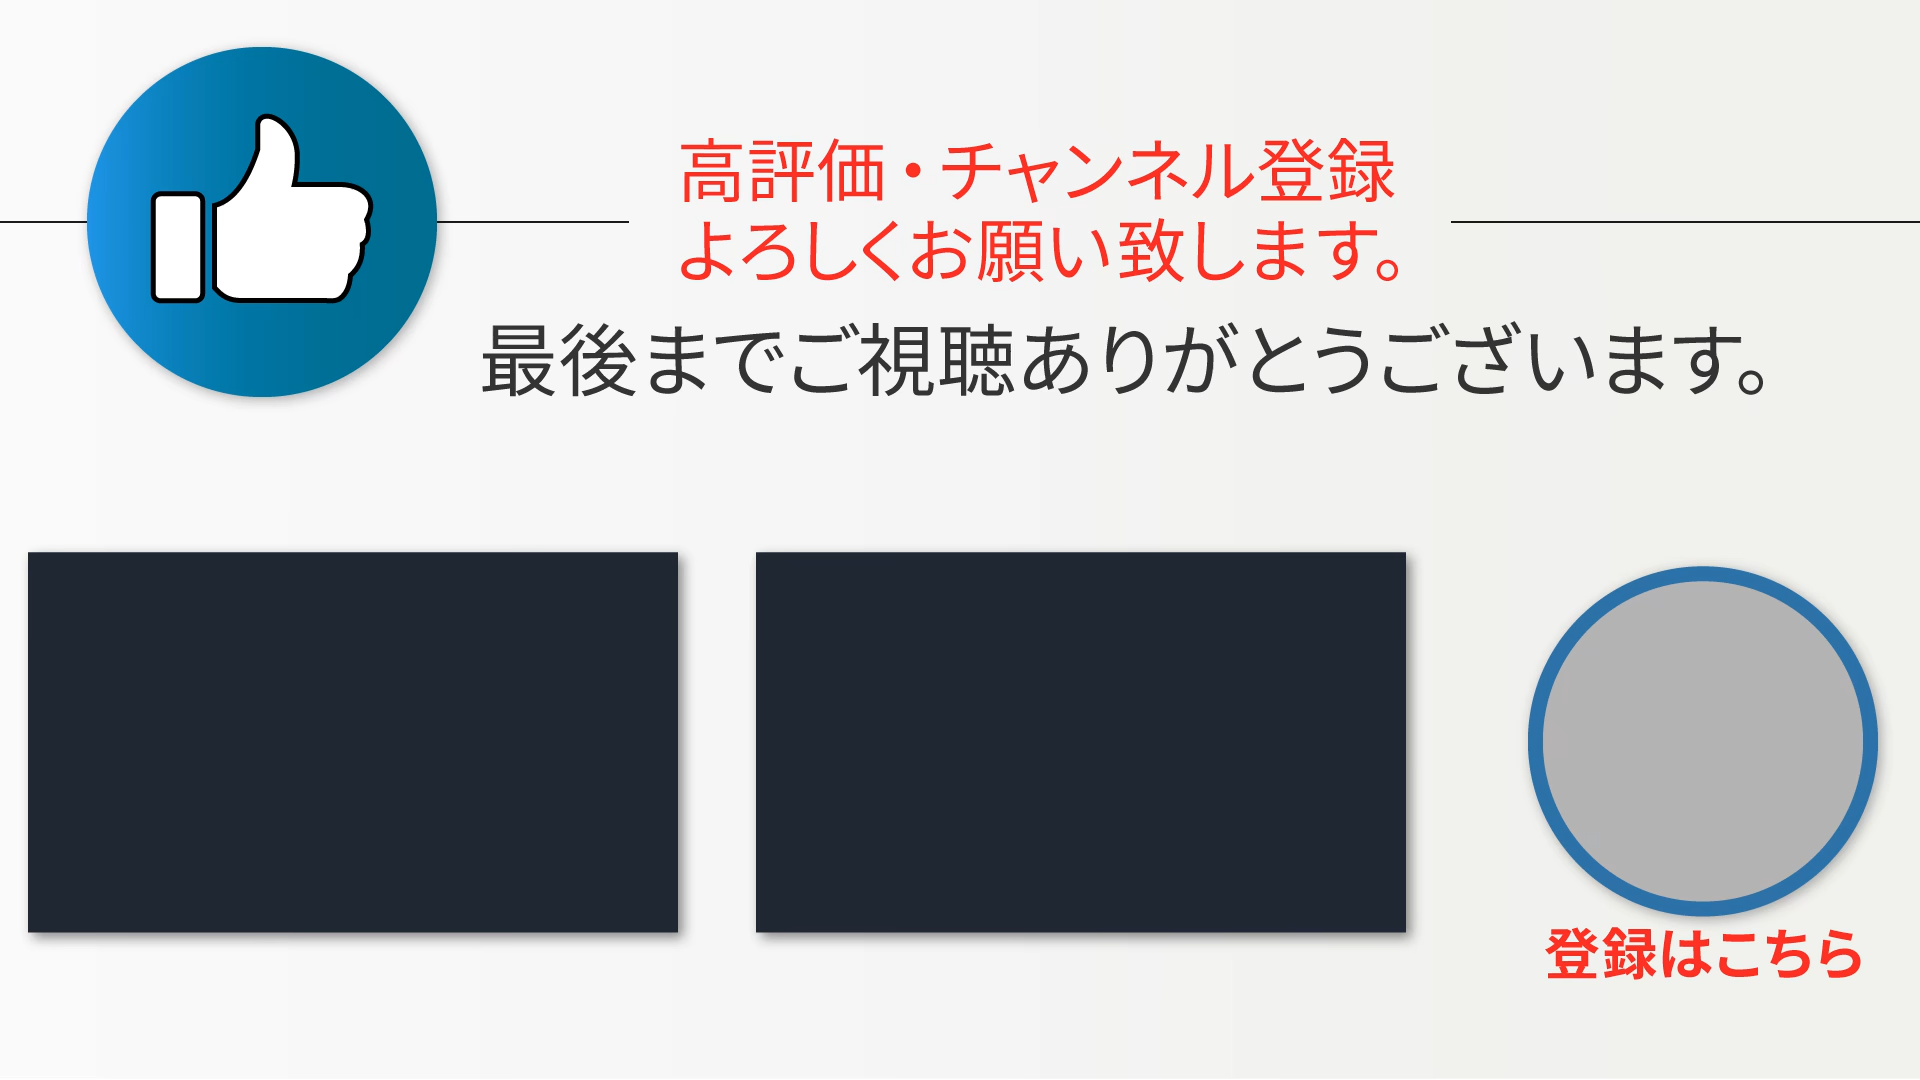 高評価・チャンネル登録
よろしくお願い致します。
最後までご視聴ありがとうございます。
登録はこちら